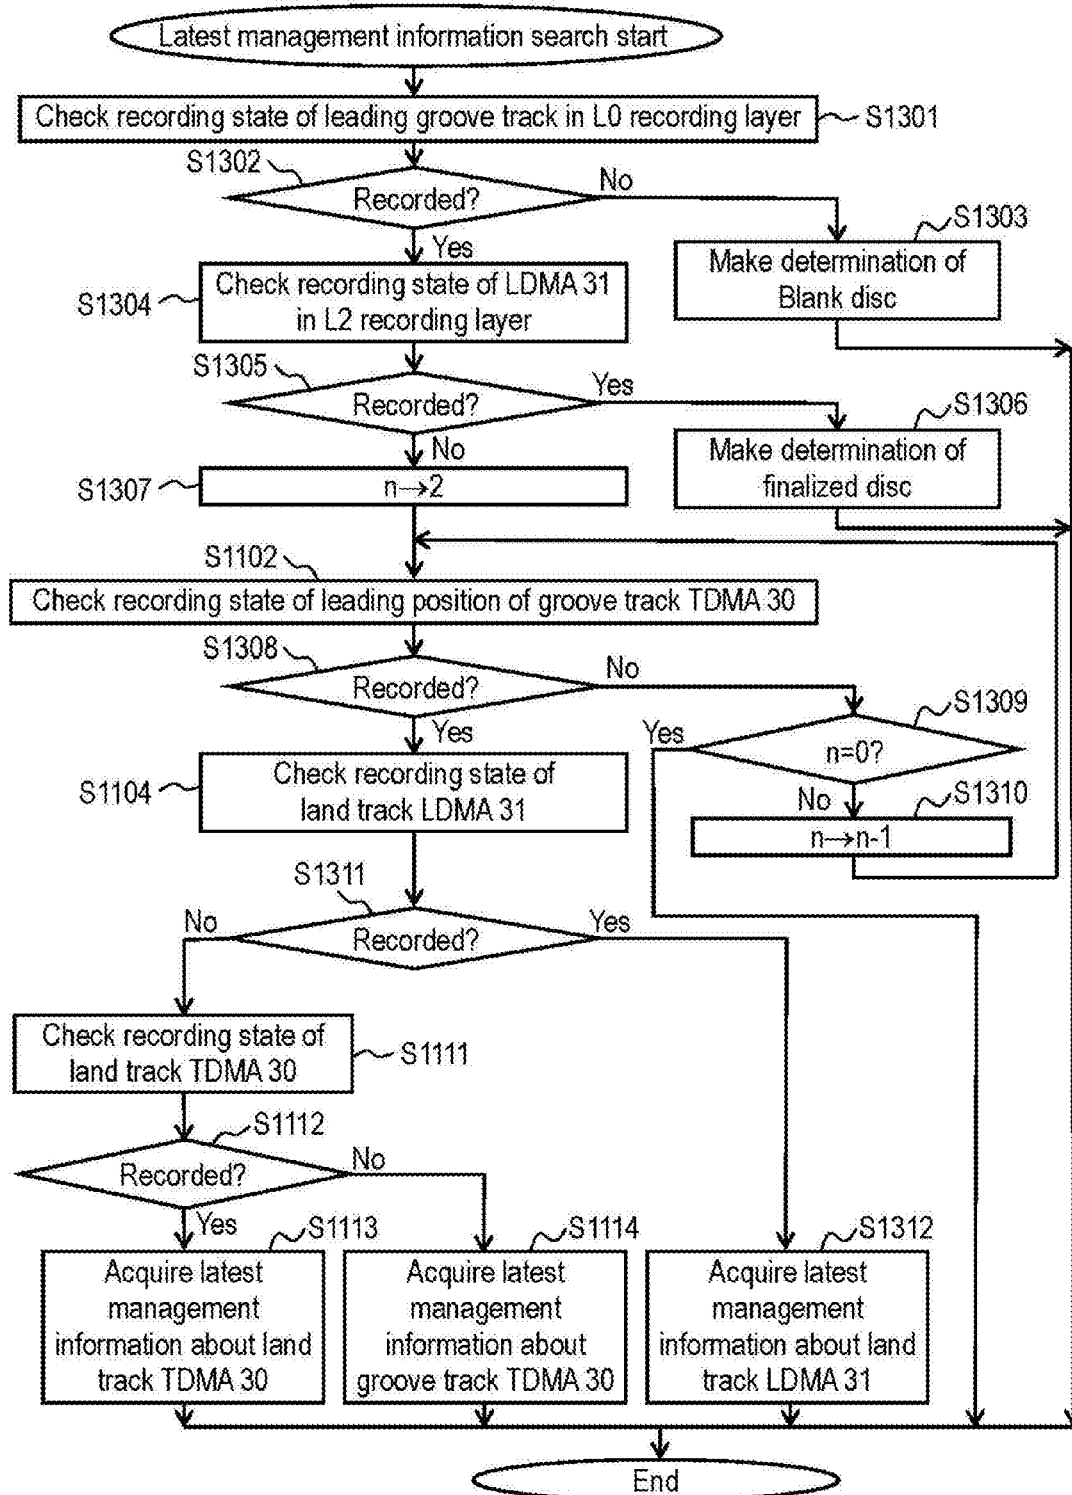 Latest management information search start
Check recording state of leading groove track in L0 recording layer
S1301
S1302
Recorded?
No
Yes
S1303
Make determination of
Blank disc
S1304
Check recording state of LDMA 31
in L2 recording layer
S1305
Recorded?
Yes
No
S1306
Make determination of
finalized disc
S1307
n→2
S1102
Check recording state of leading position of groove track TDMA 30
S1308
Recorded?
No
Yes
S1309
n=0?
Yes
No
S1104
Check recording state of
land track LDMA 31
S1310
n→n-1
S1311
Recorded?
No
Yes
Check recording state of
land track TDMA 30
S1111
S1112
Recorded?
No
Yes
S1113
Acquire latest
management
information about land
track TDMA 30
S1114
Acquire latest
management
information about
groove track TDMA 30
S1312
Acquire latest
management
information about land
track LDMA 31
End